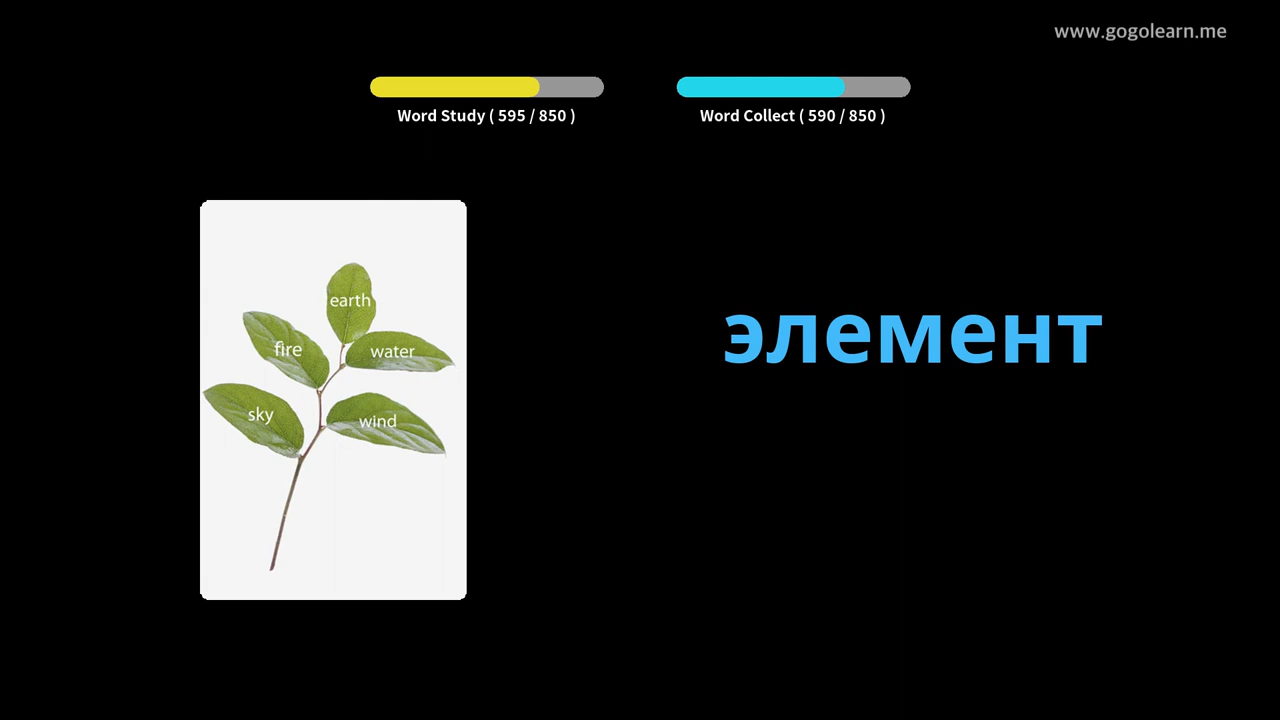 www.gogolearn.me
Word Study ( 595 / 850 )
Word Collect ( 590 / 850 )
earth
fire
water
sky
wind
элемент